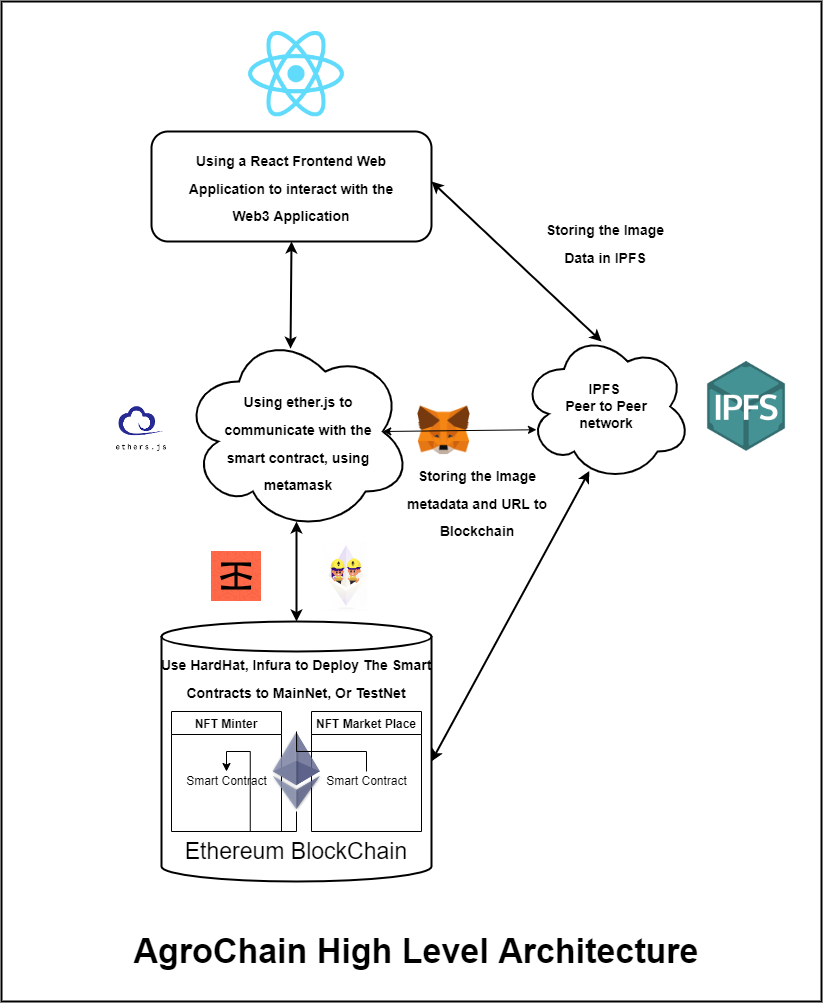 Using a React Frontend Web
Application to interact with the
Web3 Application
Storing the Image
Data in IPFS
IPFS
Peer to Peer
network
IPFS
Using ether.js to
communicate with the
smart contract, using
metamask
ethers.js
Storing the Image
metadata and URL to
Blockchain
Use HardHat, Infura to Deploy The Smart
Contracts to MainNet, Or TestNet
NFT Minter
NFT Market Place
Smart Contract
Smart Contract
Ethereum BlockChain
AgroChain High Level Architecture